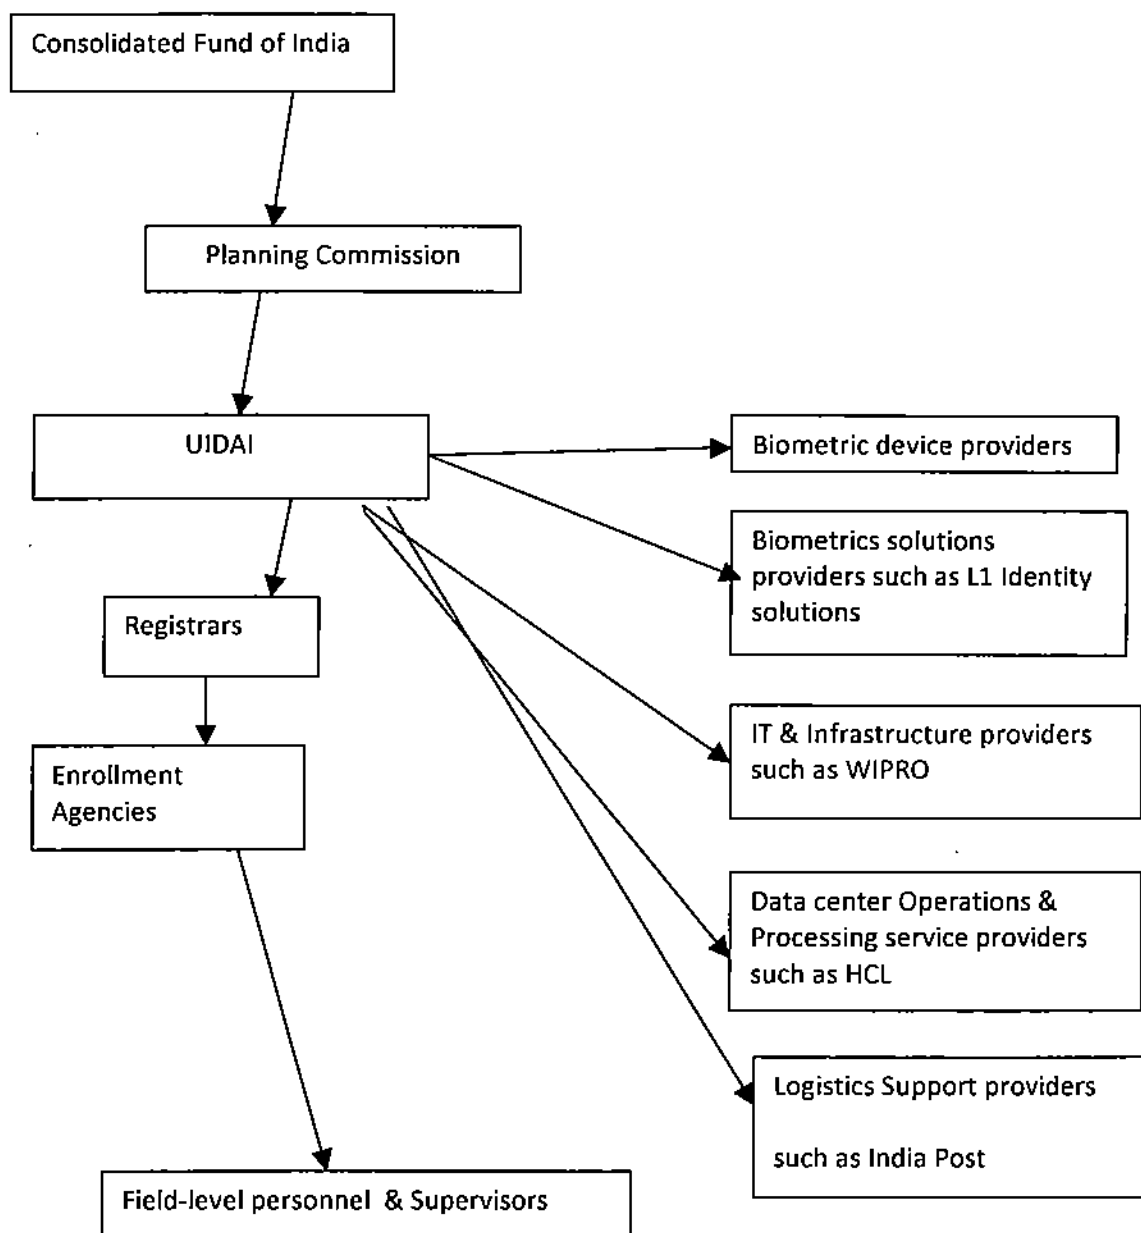 Consolidated Fund of India
Planning Commission
UIDAI
Biometric device providers
Biometrics solutions
providers such as L1 Identity
solutions
Registrars
IT & Infrastructure providers
such as WIPRO
Enrollment
Agencies
Data center Operations &
Processing service providers
such as HCL
Logistics Support providers
such as India Post
Field-level personnel & Supervisors